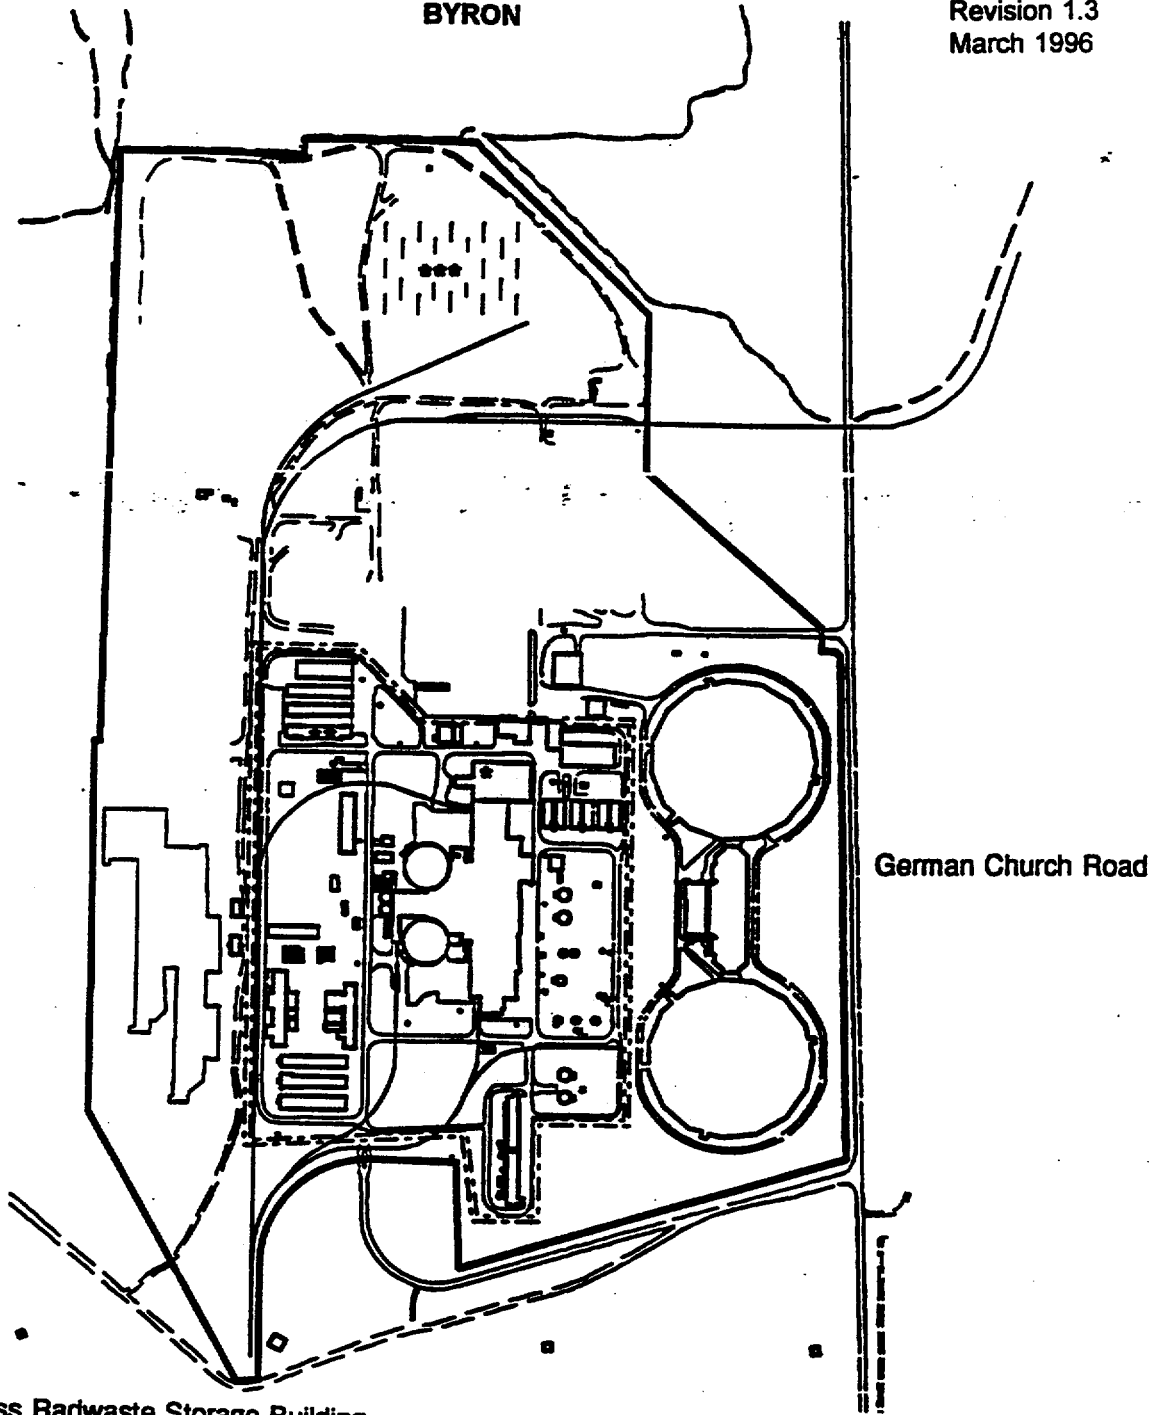 BYRON
Revision 1.3
March 1996
***
*
**
German Church Road
ss Radwaste Storage Building